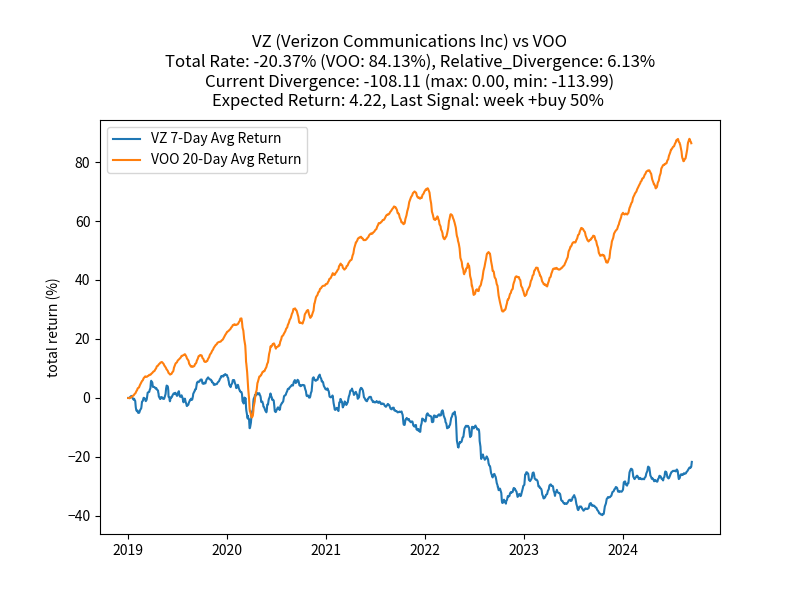 VZ (Verizon Communications Inc) vs VOO
Total Rate: -20.37% (VOO: 84.13%), Relative_Divergence: 6.13%
Current Divergence: -108.11 (max: 0.00, min: -113.99)
Expected Return: 4.22, Last Signal: week +buy 50%
VZ 7-Day Avg Return
VOO 20-Day Avg Return
total return (%)
80
60
40
20
0
−20
−40
2019 2020 2021 2022 2023 2024